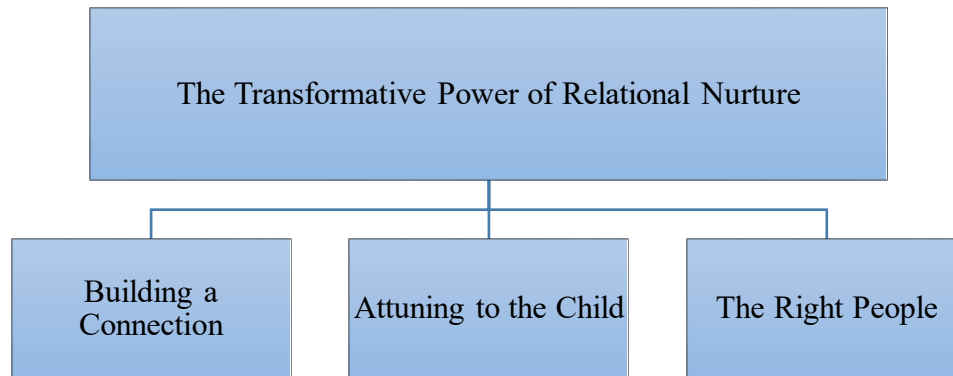 The Transformative Power of Relational Nurture
Building a
Connection
Attuning to the Child
The Right People